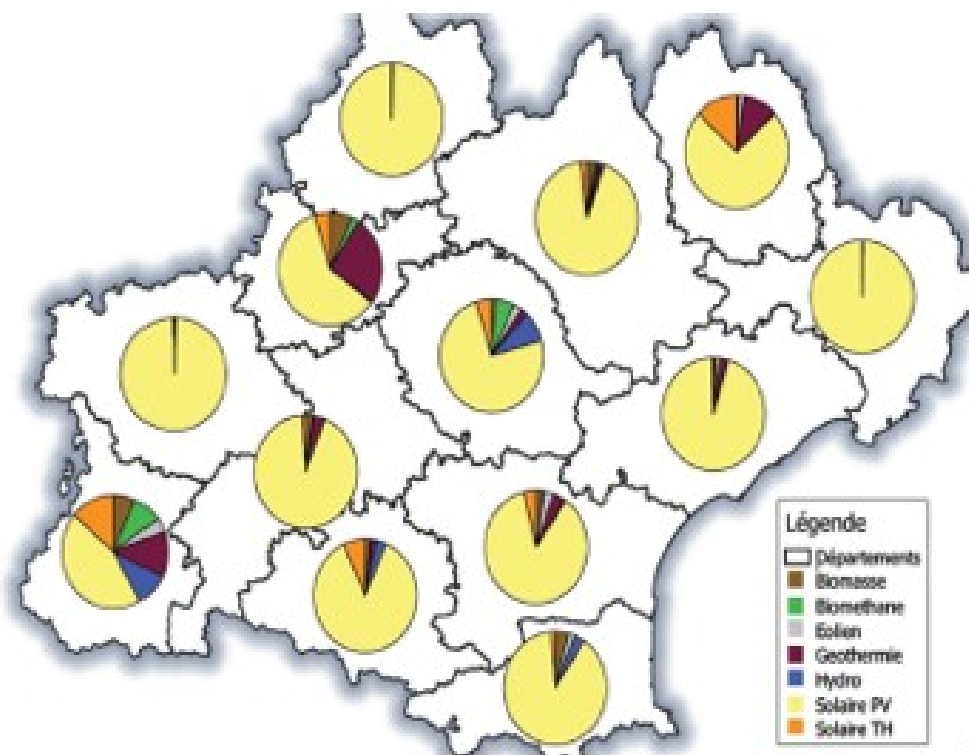 Légende
Départements
Biomasse
Biomethane
Eolien
Geothermie
Hydro
Solaire PV
Solaire TH